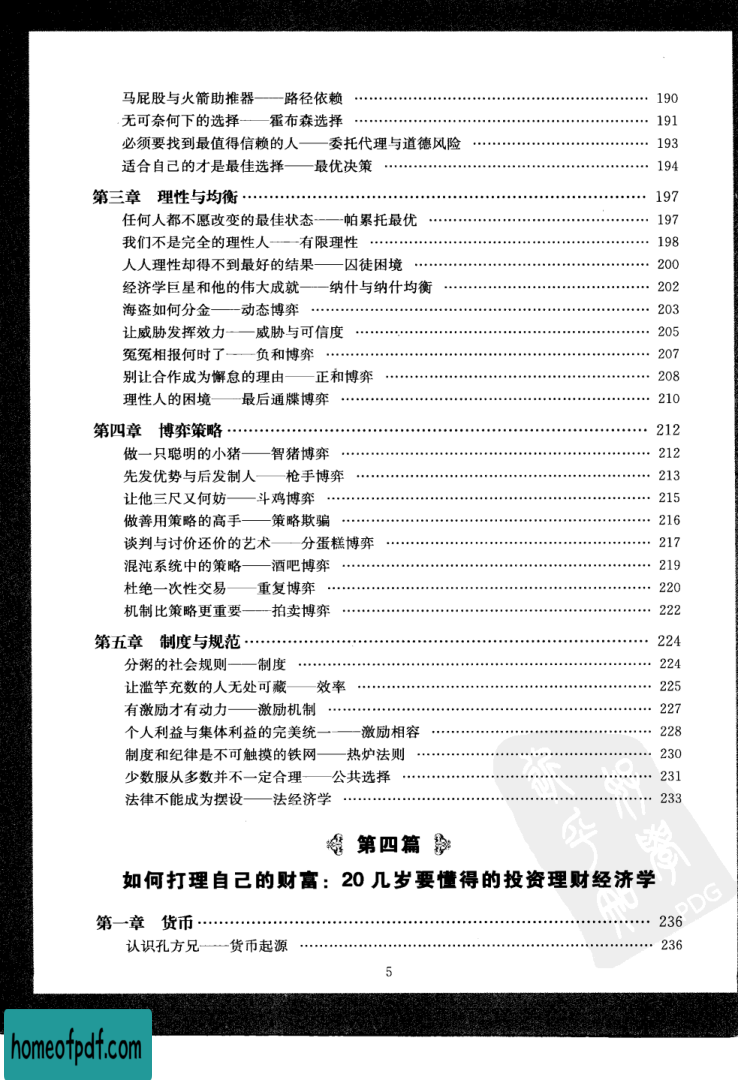 马屁股与火箭助推器——路径依赖 …… 190
无可奈何下的选择——霍布森选择 …… 191
必须要找到最值得信赖的人——委托代理与道德风险 …… 193
适合自己的才是最佳选择——最优决策 …… 194
第三章 理性与均衡 …… 197
任何人都不愿改变的最佳状态——帕累托最优 …… 197
我们不是完全的理性人——有限理性 …… 198
人人理性却得不到最好的结果——囚徒困境 …… 200
经济学巨星和他的伟大成就——纳什与纳什均衡 …… 202
海盗如何分金——动态博弈 …… 203
让威胁发挥效力——威胁与可信度 …… 205
冤冤相报何时了——负和博弈 …… 207
别让合作成为懈怠的理由——正和博弈 …… 208
理性人的困境——最后通牒博弈 …… 210
第四章 博弈策略 …… 212
做一只聪明的小猪——智猪博弈 …… 212
先发优势与后发制人——枪手博弈 …… 213
让他三尺又何妨——斗鸡博弈 …… 215
做善用策略的高手——策略欺骗 …… 216
谈判与讨价还价的艺术——分蛋糕博弈 …… 217
混沌系统中的策略——酒吧博弈 …… 219
杜绝一次性交易——重复博弈 …… 220
机制比策略更重要——拍卖博弈 …… 222
第五章 制度与规范 …… 224
分粥的社会规则——制度 …… 224
让滥竽充数的人无处可藏——效率 …… 225
有激励才有动力——激励机制 …… 227
个人利益与集体利益的完美统一——激励相容 …… 228
制度和纪律是不可触摸的铁网——热炉法则 …… 230
少数服从多数并不一定合理——公共选择 …… 231
法律不能成为摆设——法经济学 …… 233
第四篇
如何打理自己的财富：20 几岁要懂得的投资理财经济学
第一章 货币 …… 236
认识孔方兄——货币起源 …… 236
PDG
5
homeofpdf.com